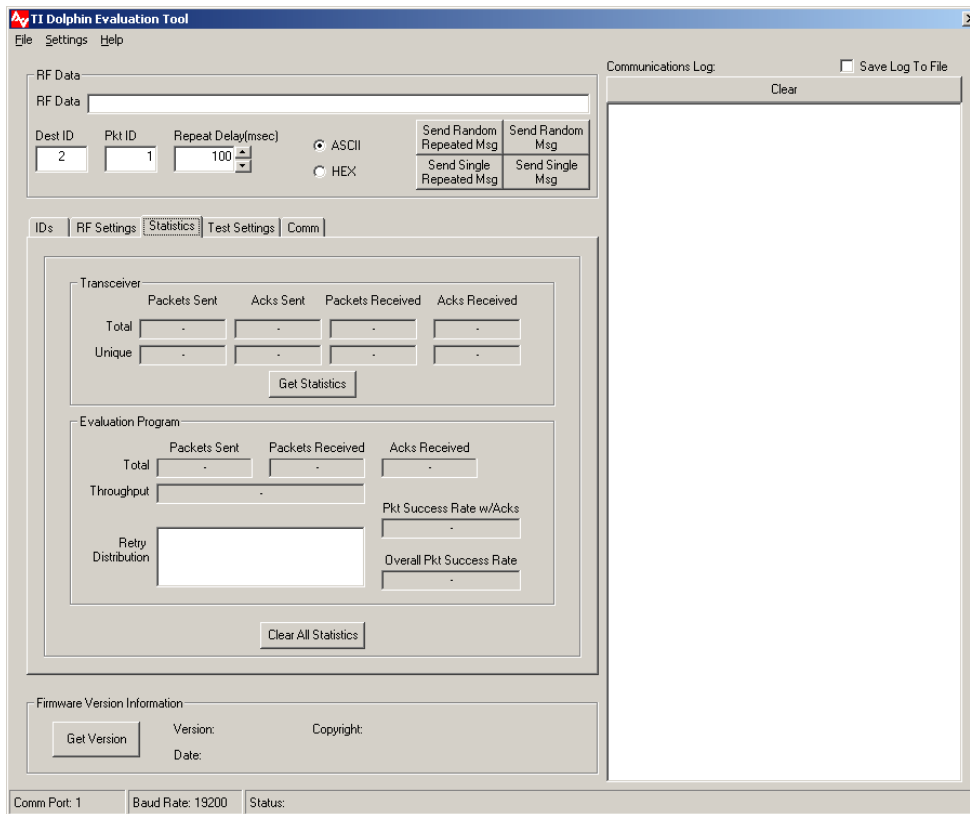 TI Dolphin Evaluation Tool
File Settings Help
RF Data
RF Data
Dest ID Pkt ID Repeat Delay(msec)
2 1 100
ASCII
HEX
Send Random Repeated Msg
Send Random Msg
Send Single Repeated Msg
Send Single Msg
IDs RF Settings Statistics Test Settings Comm
Transceiver
Packets Sent Acks Sent Packets Received Acks Received
Total - - - -
Unique - - - -
Get Statistics
Evaluation Program
Packets Sent Packets Received Acks Received
Total - - -
Throughput -
Pkt Success Rate w/Acks
-
Retry
Distribution
Overall Pkt Success Rate
-
Clear All Statistics
Firmware Version Information
Get Version
Version: Copyright:
Date:
Comm Port: 1 Baud Rate: 19200 Status:
Communications Log: Save Log To File
Clear